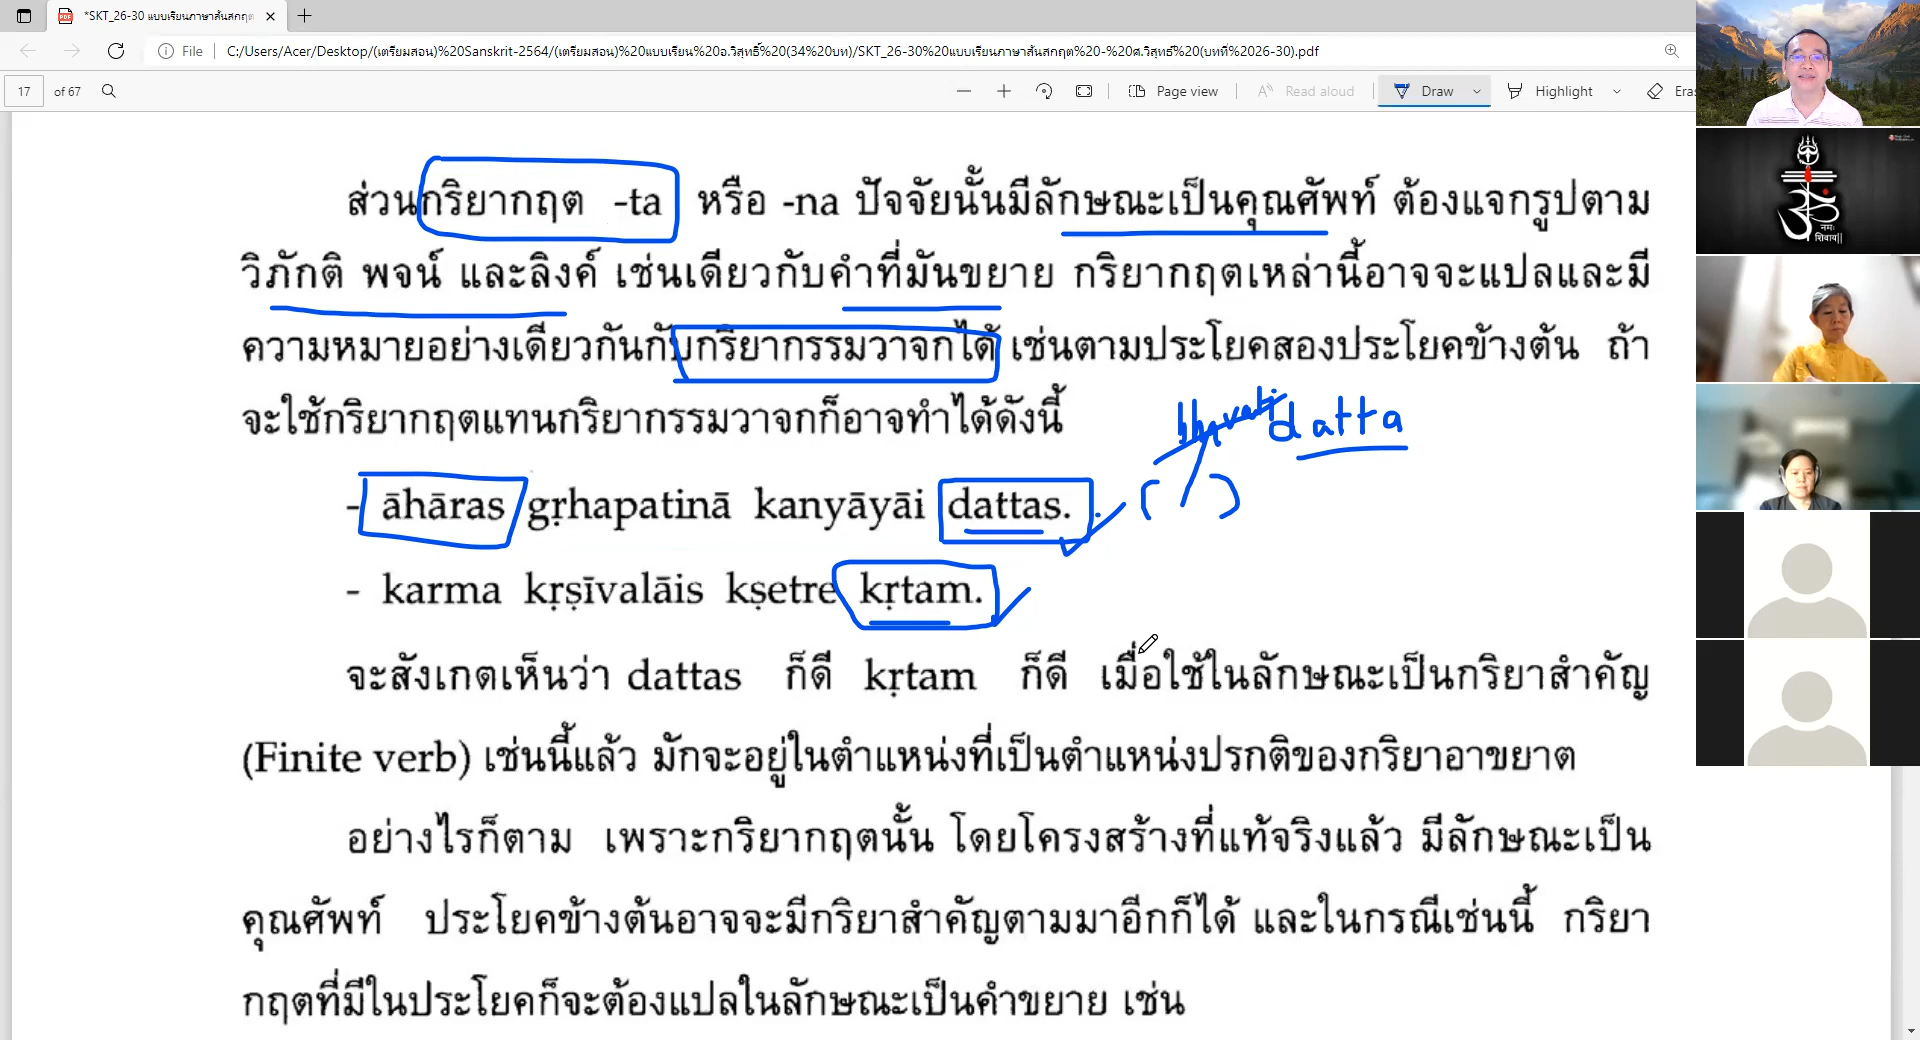 *SKT_26-30 แบบเรียนภาษาสันสกฤต
File C:/Users/Acer/Desktop/(เตรียมสอน)%20Sanskrit-2564/(เตรียมสอน)%20แบบเรียน%20อ.วิสุทธิ์%20(34%20บท)/SKT_26-30%20แบบเรียนภาษาสันสกฤต%20-%20ศ.วิสุทธ์%20(บทที่%2026-30).pdf
17 of 67 Page view Read aloud Draw Highlight Eras
ส่วนกริยากฤต -ta หรือ -na ปัจจัยนั้นมีลักษณะเป็นคุณศัพท์ ต้องแจกรูปตาม
วิภักติ พจน์ และลิงค์ เช่นเดียวกับคำที่มันขยาย กริยากฤตเหล่านี้อาจจะแปลและมี
ความหมายอย่างเดียวกันกับกริยากรรมวาจกได้ เช่นตามประโยคสองประโยคข้างต้น ถ้า
จะใช้กริยากฤตแทนกริยากรรมวาจกก็อาจทำได้ดังนี้
datta
- āhāras gṛhapatinā kanyāyāi dattas. ( )
- karma kṛṣīvalāis kṣetre kṛtam.
จะสังเกตเห็นว่า dattas ก็ดี kṛtam ก็ดี เมื่อใช้ในลักษณะเป็นกริยาสำคัญ
(Finite verb) เช่นนี้แล้ว มักจะอยู่ในตำแหน่งที่เป็นตำแหน่งปรกติของกริยาอาขยาต
อย่างไรก็ตาม เพราะกริยากฤตนั้น โดยโครงสร้างที่แท้จริงแล้ว มีลักษณะเป็น
คุณศัพท์ ประโยคข้างต้นอาจจะมีกริยาสำคัญตามมาอีกก็ได้ และในกรณีเช่นนี้ กริยา
กฤตที่มีในประโยคก็จะต้องแปลในลักษณะเป็นคำขยาย เช่น
नमः
शिवाय||